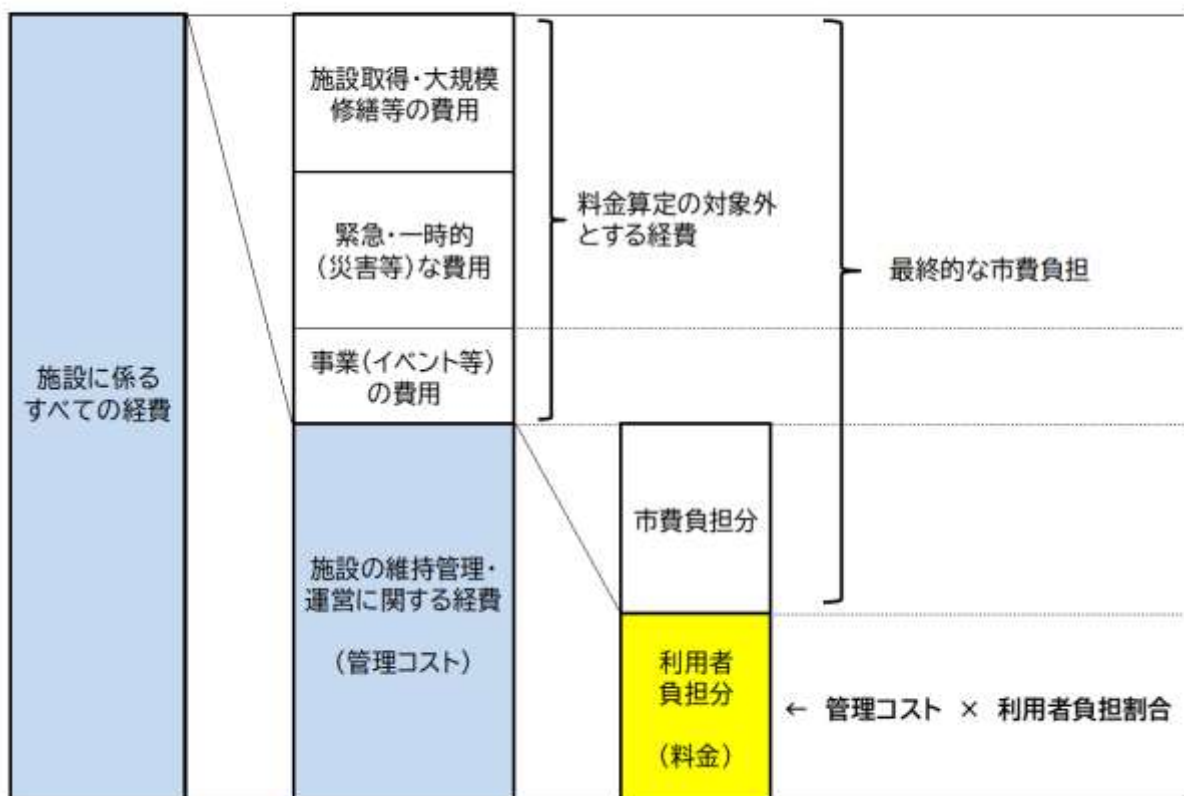 施設に係る
すべての経費
施設取得・大規模
修繕等の費用
緊急・一時的
(災害等)な費用
事業(イベント等)
の費用
施設の維持管理・
運営に関する経費
(管理コスト)
料金算定の対象外
とする経費
市費負担分
利用者
負担分
(料金)
最終的な市費負担
← 管理コスト × 利用者負担割合